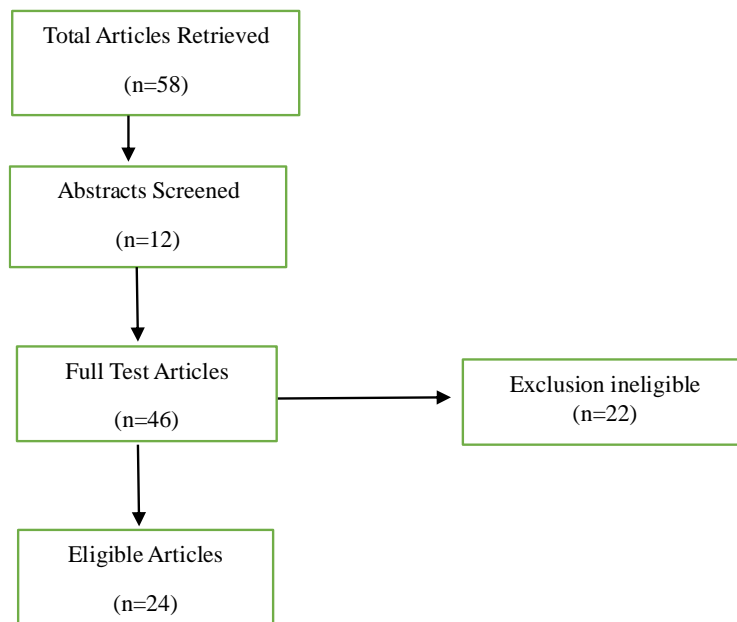 Total Articles Retrieved
(n=58)
Abstracts Screened
(n=12)
Full Test Articles
(n=46)
Exclusion ineligible
(n=22)
Eligible Articles
(n=24)